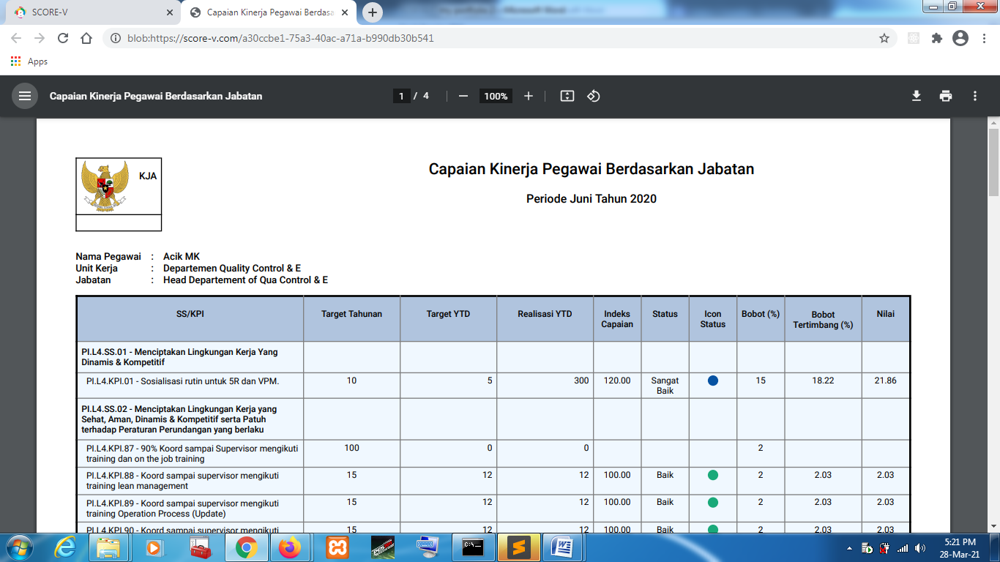 SCORE-V
Capaian Kinerja Pegawai Berdasa
blob:https://score-v.com/a30ccbe1-75a3-40ac-a71a-b990db30b541
Apps
Capaian Kinerja Pegawai Berdasarkan Jabatan
1 / 4
100%
KJA
Capaian Kinerja Pegawai Berdasarkan Jabatan
Periode Juni Tahun 2020
Nama Pegawai : Acik MK
Unit Kerja : Departemen Quality Control & E
Jabatan : Head Departement of Qua Control & E
SS/KPI Target Tahunan Target YTD Realisasi YTD Indeks Capaian Status Icon Status Bobot (%) Bobot Tertimbang (%) Nilai
PI.L4.SS.01 - Menciptakan Lingkungan Kerja Yang
Dinamis & Kompetitif
PI.L4.KPI.01 - Sosialisasi rutin untuk 5R dan VPM. 10 5 300 120.00 Sangat Baik 15 18.22 21.86
PI.L4.SS.02 - Menciptakan Lingkungan Kerja yang
Sehat, Aman, Dinamis & Kompetitif serta Patuh
terhadap Peraturan Perundangan yang berlaku
PI.L4.KPI.87 - 90% Koord sampai Supervisor mengikuti 100 0 0 2
training dan on the job training
PI.L4.KPI.88 - Koord sampai supervisor mengikuti 15 12 12 100.00 Baik 2 2.03 2.03
training lean management
PI.L4.KPI.89 - Koord sampai supervisor mengikuti 15 12 12 100.00 Baik 2 2.03 2.03
training Operation Process (Update)
PI.L4.KPI.90 - Koord sampai supervisor mengikuti 15 12 12 100.00 Baik 2 2.03 2.03
5:21 PM
28-Mar-21